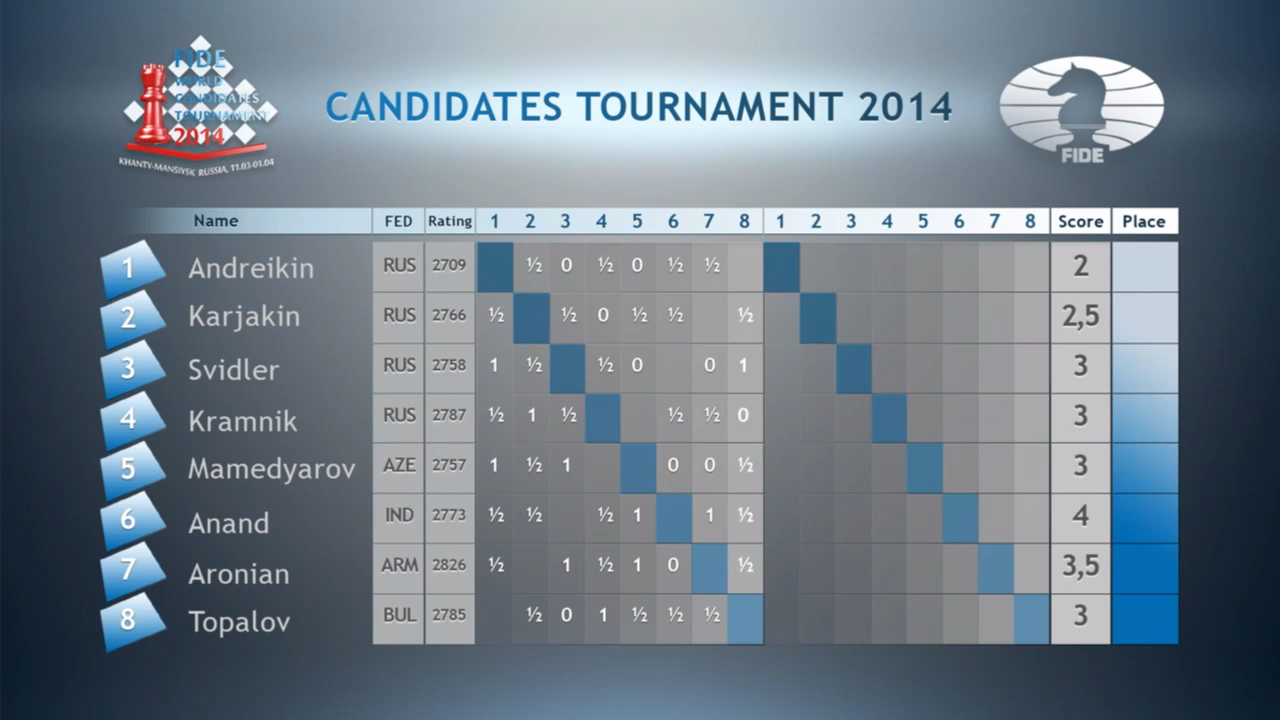 FIDE
WORLD
CANDIDATES
TOURNAMENT
2014
KHANTY-MANSIYSK RUSSIA, 11.03-01.04
CANDIDATES TOURNAMENT 2014
FIDE
Name FED Rating 1 2 3 4 5 6 7 8 1 2 3 4 5 6 7 8 Score Place
1 Andreikin RUS 2709 ½ 0 ½ 0 ½ ½ 2
2 Karjakin RUS 2766 ½ ½ 0 ½ ½ ½ 2,5
3 Svidler RUS 2758 1 ½ ½ 0 0 1 3
4 Kramnik RUS 2787 ½ 1 ½ ½ ½ 0 3
5 Mamedyarov AZE 2757 1 ½ 1 0 0 ½ 3
6 Anand IND 2773 ½ ½ ½ 1 1 ½ 4
7 Aronian ARM 2826 ½ 1 ½ 1 0 ½ 3,5
8 Topalov BUL 2785 ½ 0 1 ½ ½ ½ 3